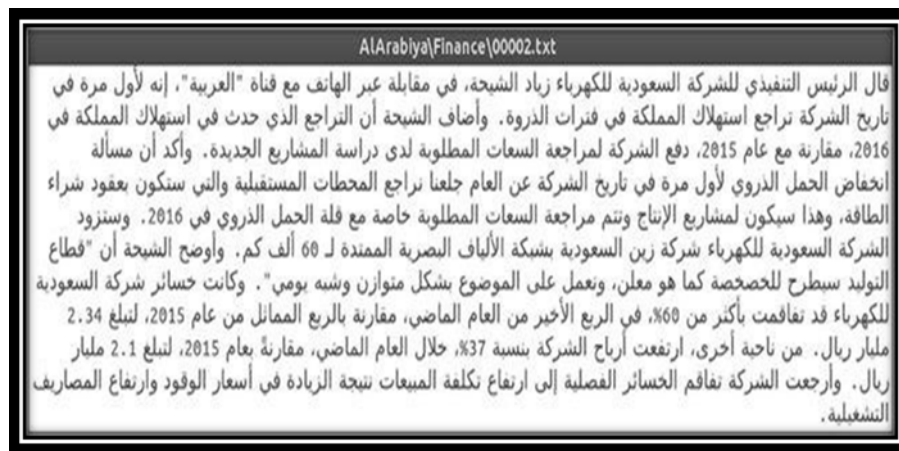 AlArabiya\Finance\00002.txt
قال الرئيس التنفيذي للشركة السعودية للكهرباء زياد الشيحة، في مقابلة عبر الهاتف مع قناة "العربية"، إنه لأول مرة في
تاريخ الشركة تراجع استهلاك المملكة في فترات الذروة. وأضاف الشيحة أن التراجع الذي حدث في استهلاك المملكة في
2016، مقارنة مع عام 2015، دفع الشركة لمراجعة السعات المطلوبة لدى دراسة المشاريع الجديدة. وأكد أن مسألة
انخفاض الحمل الذروي لأول مرة في تاريخ الشركة عن العام جلعنا نراجع المحطات المستقبلية والتي ستكون بعقود شراء
الطاقة، وهذا سيكون لمشاريع الإنتاج وتتم مراجعة السعات المطلوبة خاصة مع قلة الحمل الذروي في 2016. وستزود
الشركة السعودية للكهرباء شركة زين السعودية بشبكة الألياف البصرية الممتدة لـ 60 ألف كم. وأوضح الشيحة أن "قطاع
التوليد سيطرح للخصخصة كما هو معلن، ونعمل على الموضوع بشكل متوازن وشبه يومي". وكانت خسائر شركة السعودية
للكهرباء قد تفاقمت بأكثر من 60%، في الربع الأخير من العام الماضي، مقارنة بالربع المماثل من عام 2015، لتبلغ 2.34
مليار ريال. من ناحية أخرى، ارتفعت أرباح الشركة بنسبة 37%، خلال العام الماضي، مقارنةً بعام 2015، لتبلغ 2.1 مليار
ريال. وأرجعت الشركة تفاقم الخسائر الفصلية إلى ارتفاع تكلفة المبيعات نتيجة الزيادة في أسعار الوقود وارتفاع المصاريف
التشغيلية.